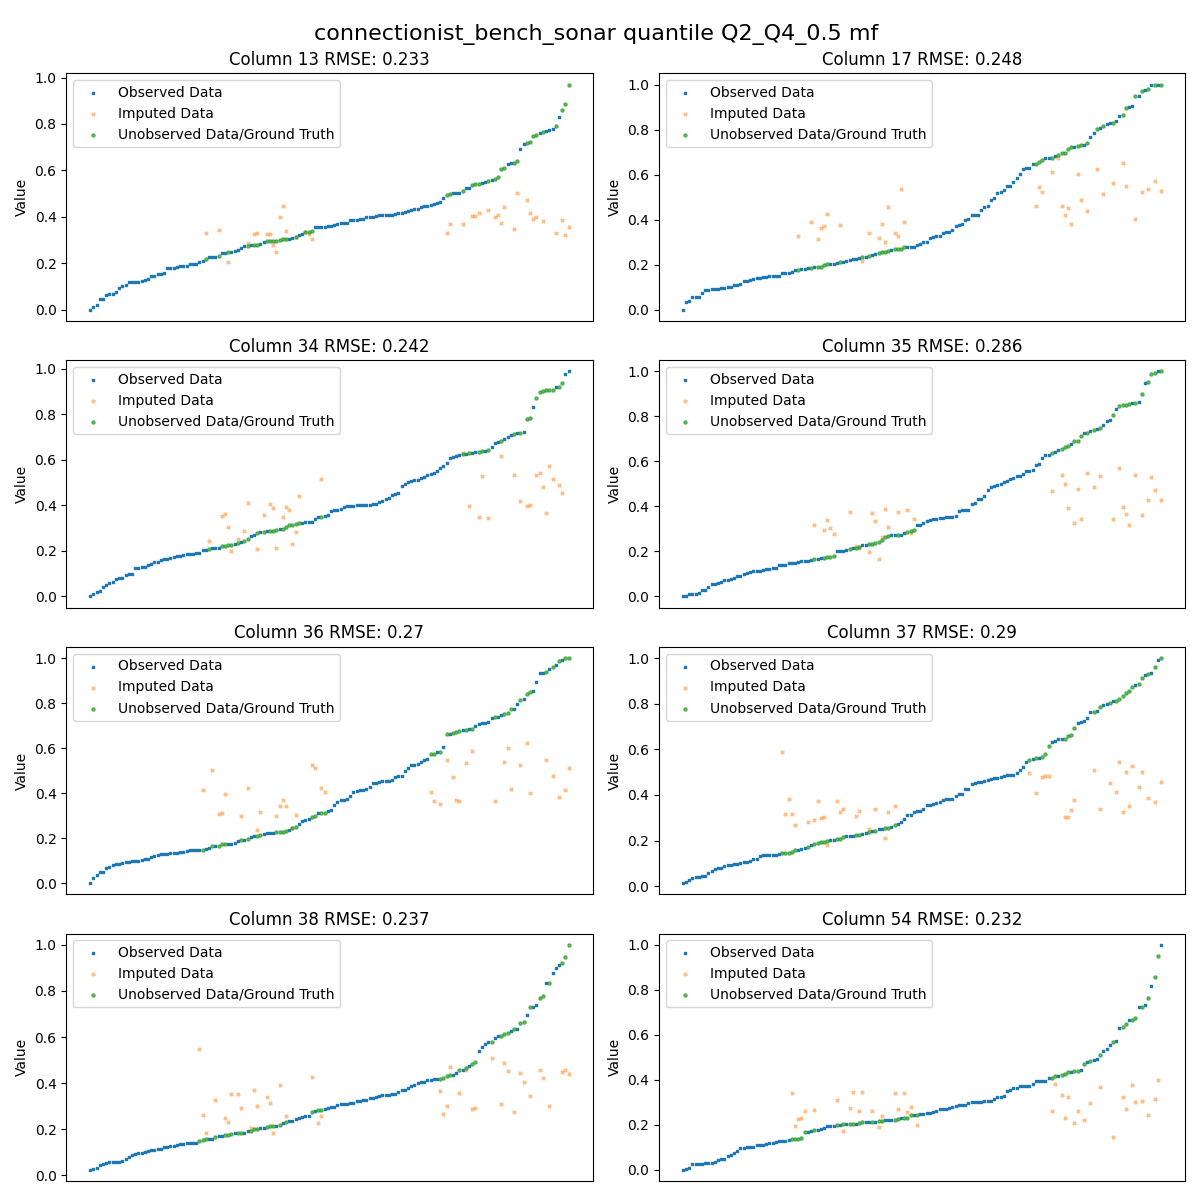 connectionist_bench_sonar quantile Q2_Q4_0.5 mf
Column 13 RMSE: 0.233
Value
1.0
0.8
0.6
0.4
0.2
0.0
Observed Data
Imputed Data
Unobserved Data/Ground Truth
Column 17 RMSE: 0.248
Value
1.0
0.8
0.6
0.4
0.2
0.0
Observed Data
Imputed Data
Unobserved Data/Ground Truth
Column 34 RMSE: 0.242
Value
1.0
0.8
0.6
0.4
0.2
0.0
Observed Data
Imputed Data
Unobserved Data/Ground Truth
Column 35 RMSE: 0.286
Value
1.0
0.8
0.6
0.4
0.2
0.0
Observed Data
Imputed Data
Unobserved Data/Ground Truth
Column 36 RMSE: 0.27
Value
1.0
0.8
0.6
0.4
0.2
0.0
Observed Data
Imputed Data
Unobserved Data/Ground Truth
Column 37 RMSE: 0.29
Value
1.0
0.8
0.6
0.4
0.2
0.0
Observed Data
Imputed Data
Unobserved Data/Ground Truth
Column 38 RMSE: 0.237
Value
1.0
0.8
0.6
0.4
0.2
0.0
Observed Data
Imputed Data
Unobserved Data/Ground Truth
Column 54 RMSE: 0.232
Value
1.0
0.8
0.6
0.4
0.2
0.0
Observed Data
Imputed Data
Unobserved Data/Ground Truth